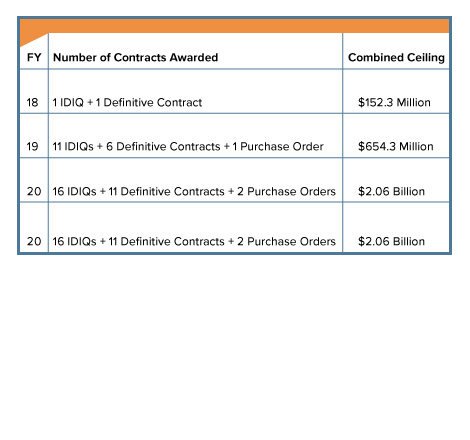 FY Number of Contracts Awarded Combined Ceiling
18 1 IDIQ + 1 Definitive Contract $152.3 Million
19 11 IDIQs + 6 Definitive Contracts + 1 Purchase Order $654.3 Million
20 16 IDIQs + 11 Definitive Contracts + 2 Purchase Orders $2.06 Billion
20 16 IDIQs + 11 Definitive Contracts + 2 Purchase Orders $2.06 Billion